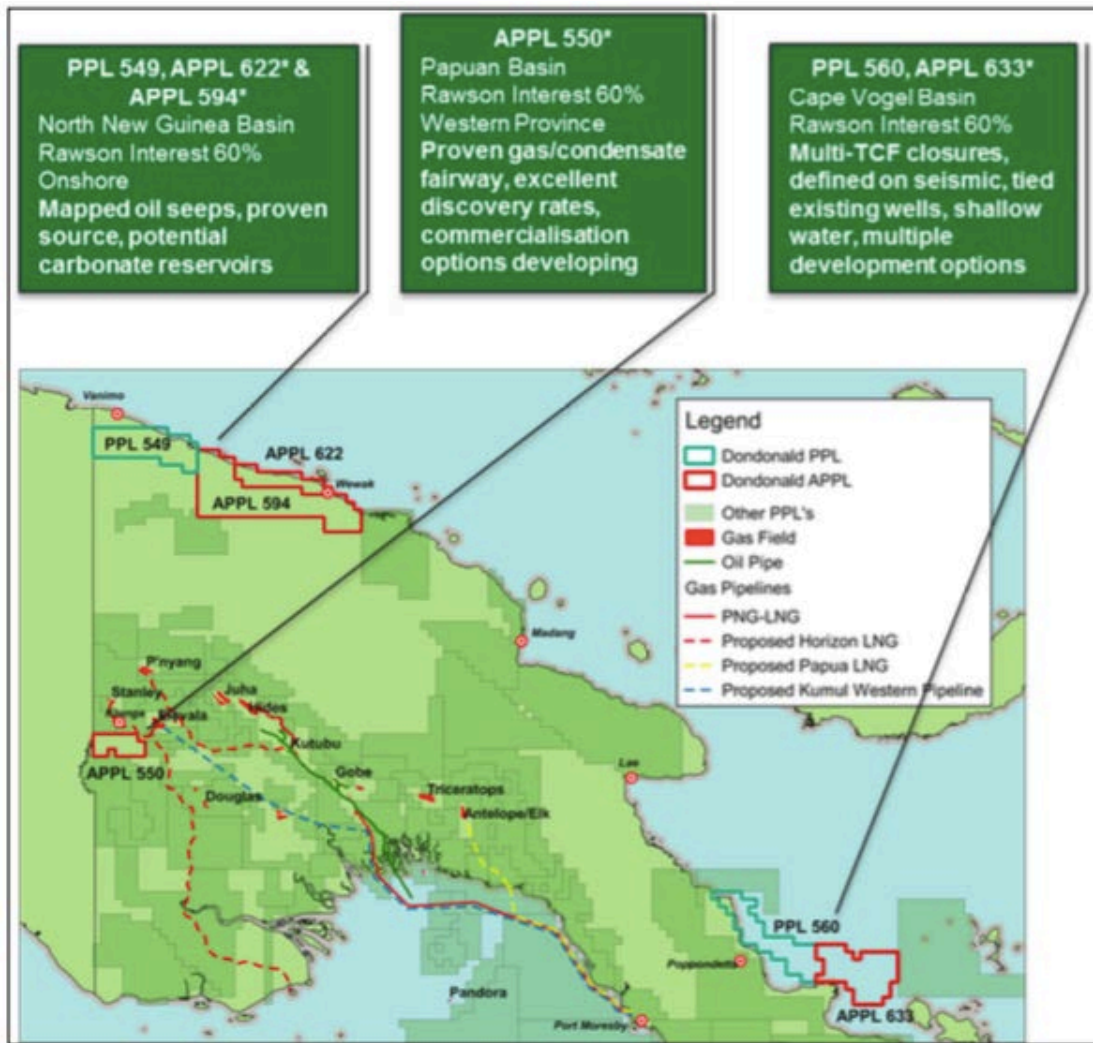 PPL 549, APPL 622* &
APPL 594*
North New Guinea Basin
Rawson Interest 60%
Onshore
Mapped oil seeps, proven
source, potential
carbonate reservoirs
APPL 550*
Papuan Basin
Rawson Interest 60%
Western Province
Proven gas/condensate
fairway, excellent
discovery rates,
commercialisation
options developing
PPL 560, APPL 633*
Cape Vogel Basin
Rawson Interest 60%
Multi-TCF closures,
defined on seismic, tied
existing wells, shallow
water, multiple
development options
Vanimo
PPL 549
APPL 622
Wewak
APPL 594
Legend
Dondonald PPL
Dondonald APPL
Other PPL's
Gas Field
Oil Pipe
Gas Pipelines
PNG-LNG
Proposed Horizon LNG
Proposed Papua LNG
Proposed Kumul Western Pipeline
Madang
P'nyang
Stanley
Juha
Hides
Kutubu
APPL 550
Gobe
Douglas
Triceratops
Antelope/Elk
Lae
PPL 560
Poppondetta
APPL 633
Pandora
Port Moresby